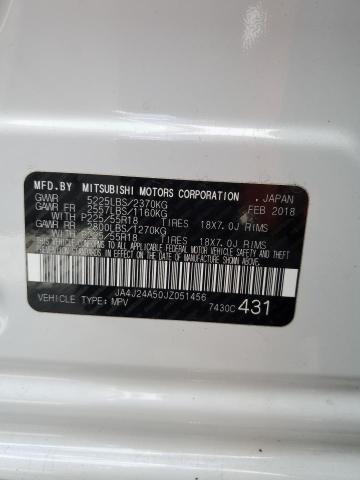 MFD.BY MITSUBISHI MOTORS CORPORATION , JAPAN
GVWR 5225LBS/2370KG FEB 2018
GAWR FR 2557LBS/1160KG
WITH P225/55R18 TIRES 18X7.0J RIMS
GAWR RR 2800LBS/1270KG
WITH P225/55R18 TIRES 18X7.0J RIMS
THIS VEHICLE CONFORMS TO ALL APPLICABLE
FEDERAL MOTOR VEHICLE SAFETY AND THEFT
PREVENTION STANDARDS IN EFFECT ON THE
DATE OF MANUFACTURE SHOWN ABOVE.
JA4J24A50JZ051456
VEHICLE TYPE: MPV 7430C 431